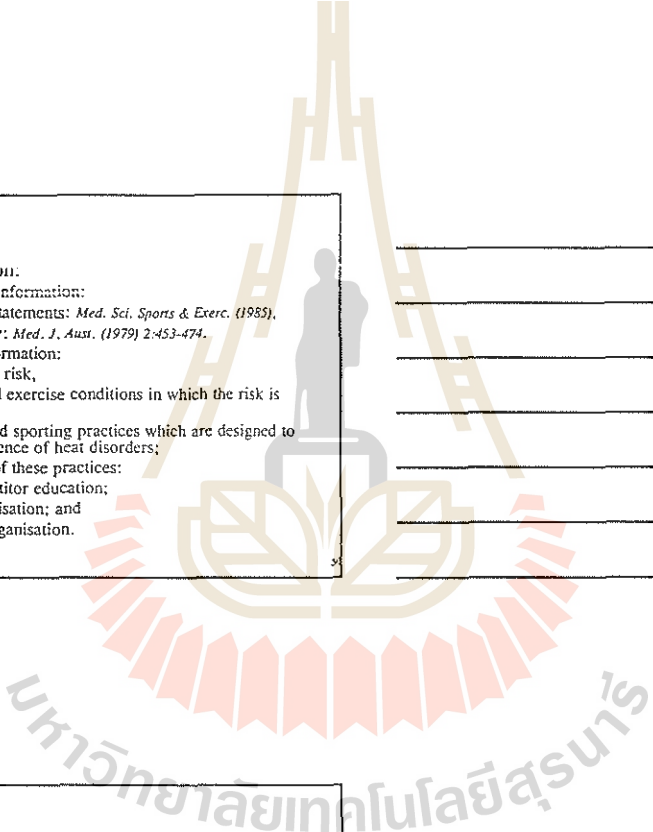 on:
nformation:
tatements: Med. Sci. Sports & Exerc. (1985),
: Med. J. Aust. (1979) 2:453-474.
rmation:
risk,
l exercise conditions in which the risk is
d sporting practices which are designed to
ence of heat disorders;
f these practices:
titor education;
isation; and
ganisation.
มหาวิทยาลัยเทคโนโลยีสุรนารี